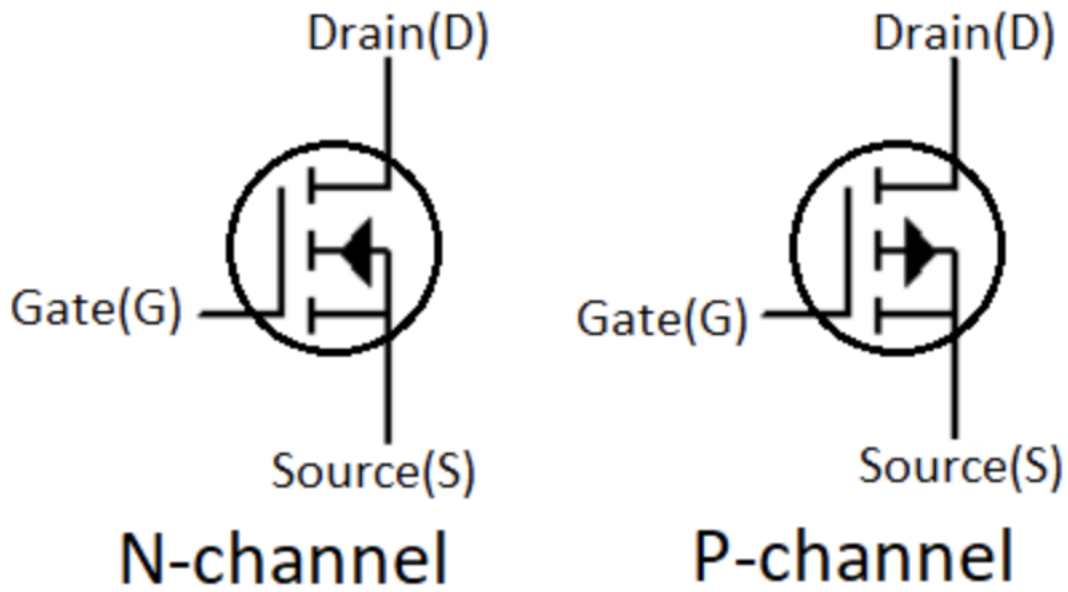 Drain(D)
Gate(G)
Source(S)
N-channel
Drain(D)
Gate(G)
Source(S)
P-channel